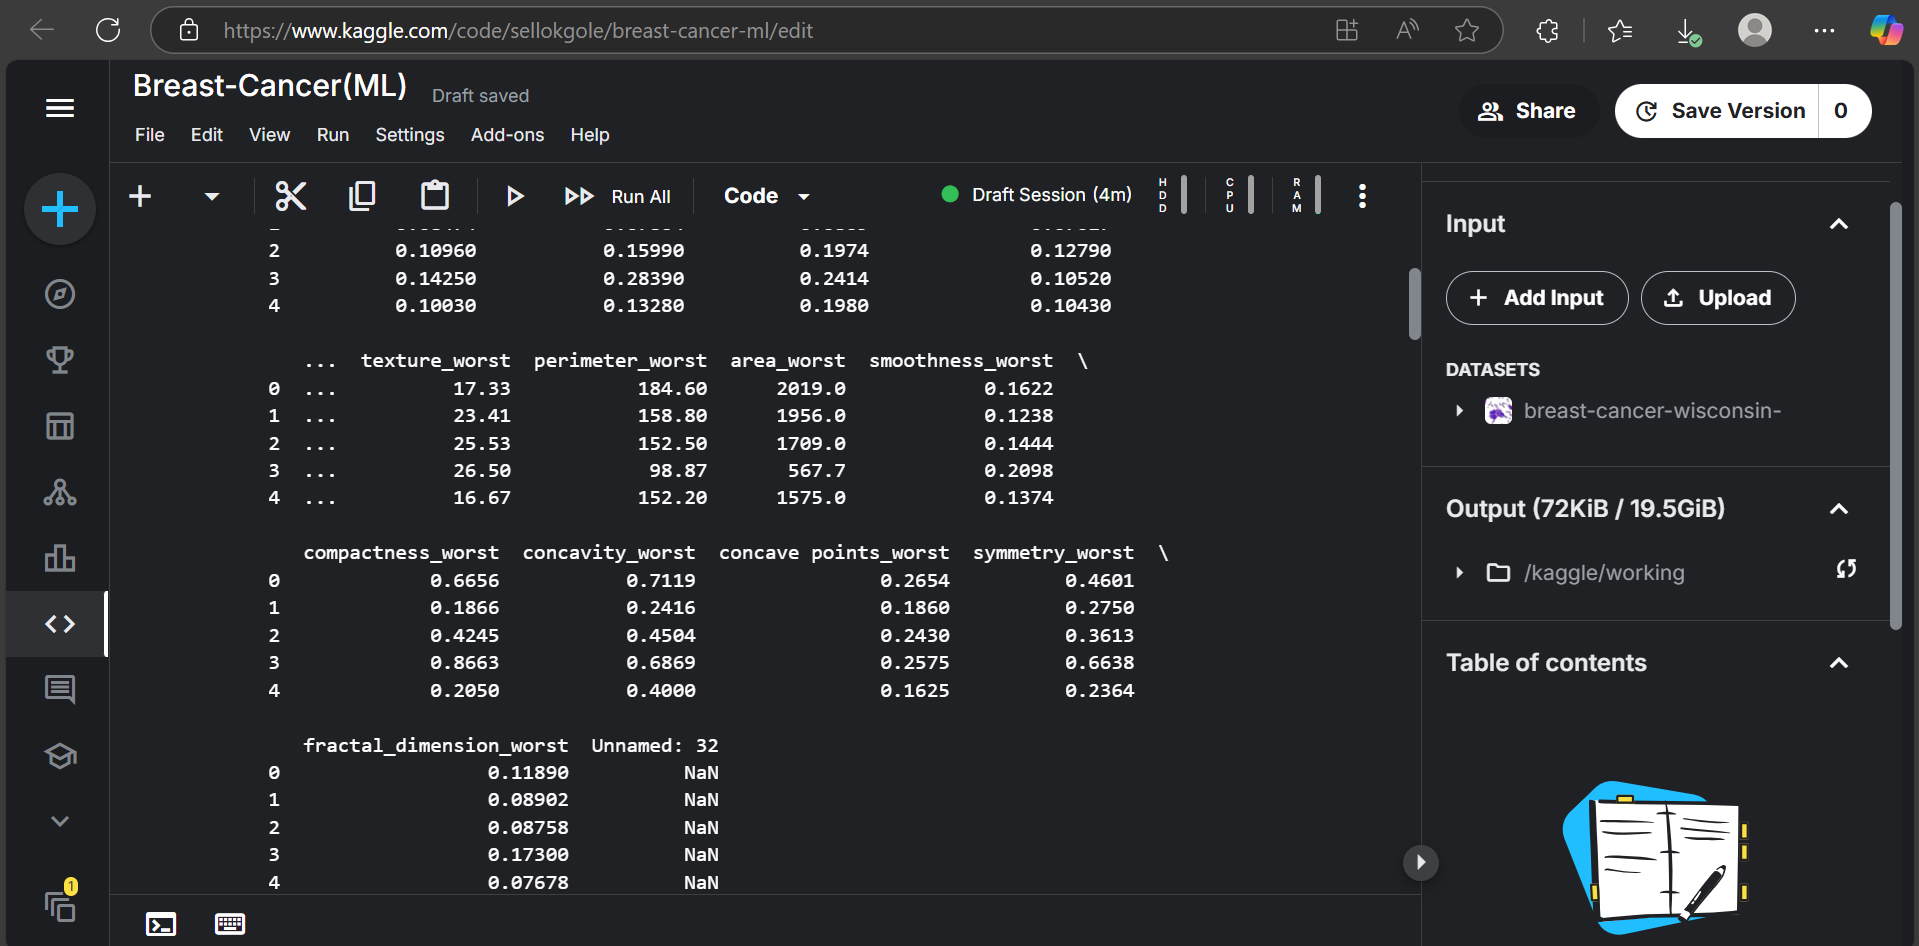 https://www.kaggle.com/code/sellokgole/breast-cancer-ml/edit
Breast-Cancer(ML) Draft saved
File Edit View Run Settings Add-ons Help
Share
Save Version 0
Run All Code Draft Session (4m) HDD CPU RAM
2 0.10960 0.15990 0.1974 0.12790
3 0.14250 0.28390 0.2414 0.10520
4 0.10030 0.13280 0.1980 0.10430
... texture_worst perimeter_worst area_worst smoothness_worst \
0 ... 17.33 184.60 2019.0 0.1622
1 ... 23.41 158.80 1956.0 0.1238
2 ... 25.53 152.50 1709.0 0.1444
3 ... 26.50 98.87 567.7 0.2098
4 ... 16.67 152.20 1575.0 0.1374
compactness_worst concavity_worst concave points_worst symmetry_worst \
0 0.6656 0.7119 0.2654 0.4601
1 0.1866 0.2416 0.1860 0.2750
2 0.4245 0.4504 0.2430 0.3613
3 0.8663 0.6869 0.2575 0.6638
4 0.2050 0.4000 0.1625 0.2364
fractal_dimension_worst Unnamed: 32
0 0.11890 NaN
1 0.08902 NaN
2 0.08758 NaN
3 0.17300 NaN
4 0.07678 NaN
Input
+ Add Input Upload
DATASETS
breast-cancer-wisconsin-
Output (72KiB / 19.5GiB)
/kaggle/working
Table of contents
1